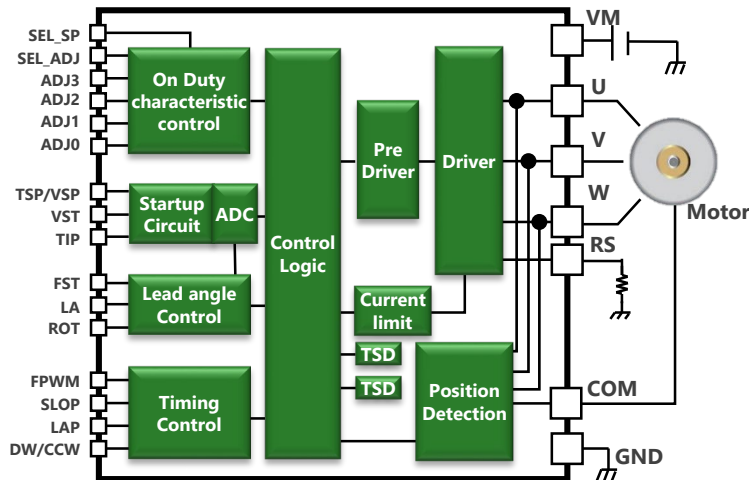 SEL_SP
SEL_ADJ
ADJ3
ADJ2
ADJ1
ADJ0
TSP/VSP
VST
TIP
FST
LA
ROT
FPWM
SLOP
LAP
DW/CCW
On Duty
characteristic
control
Startup
Circuit
ADC
Lead angle
Control
Timing
Control
Control
Logic
Pre
Driver
Driver
Current
limit
TSD
TSD
Position
Detection
VM
U
V
W
RS
COM
GND
Motor